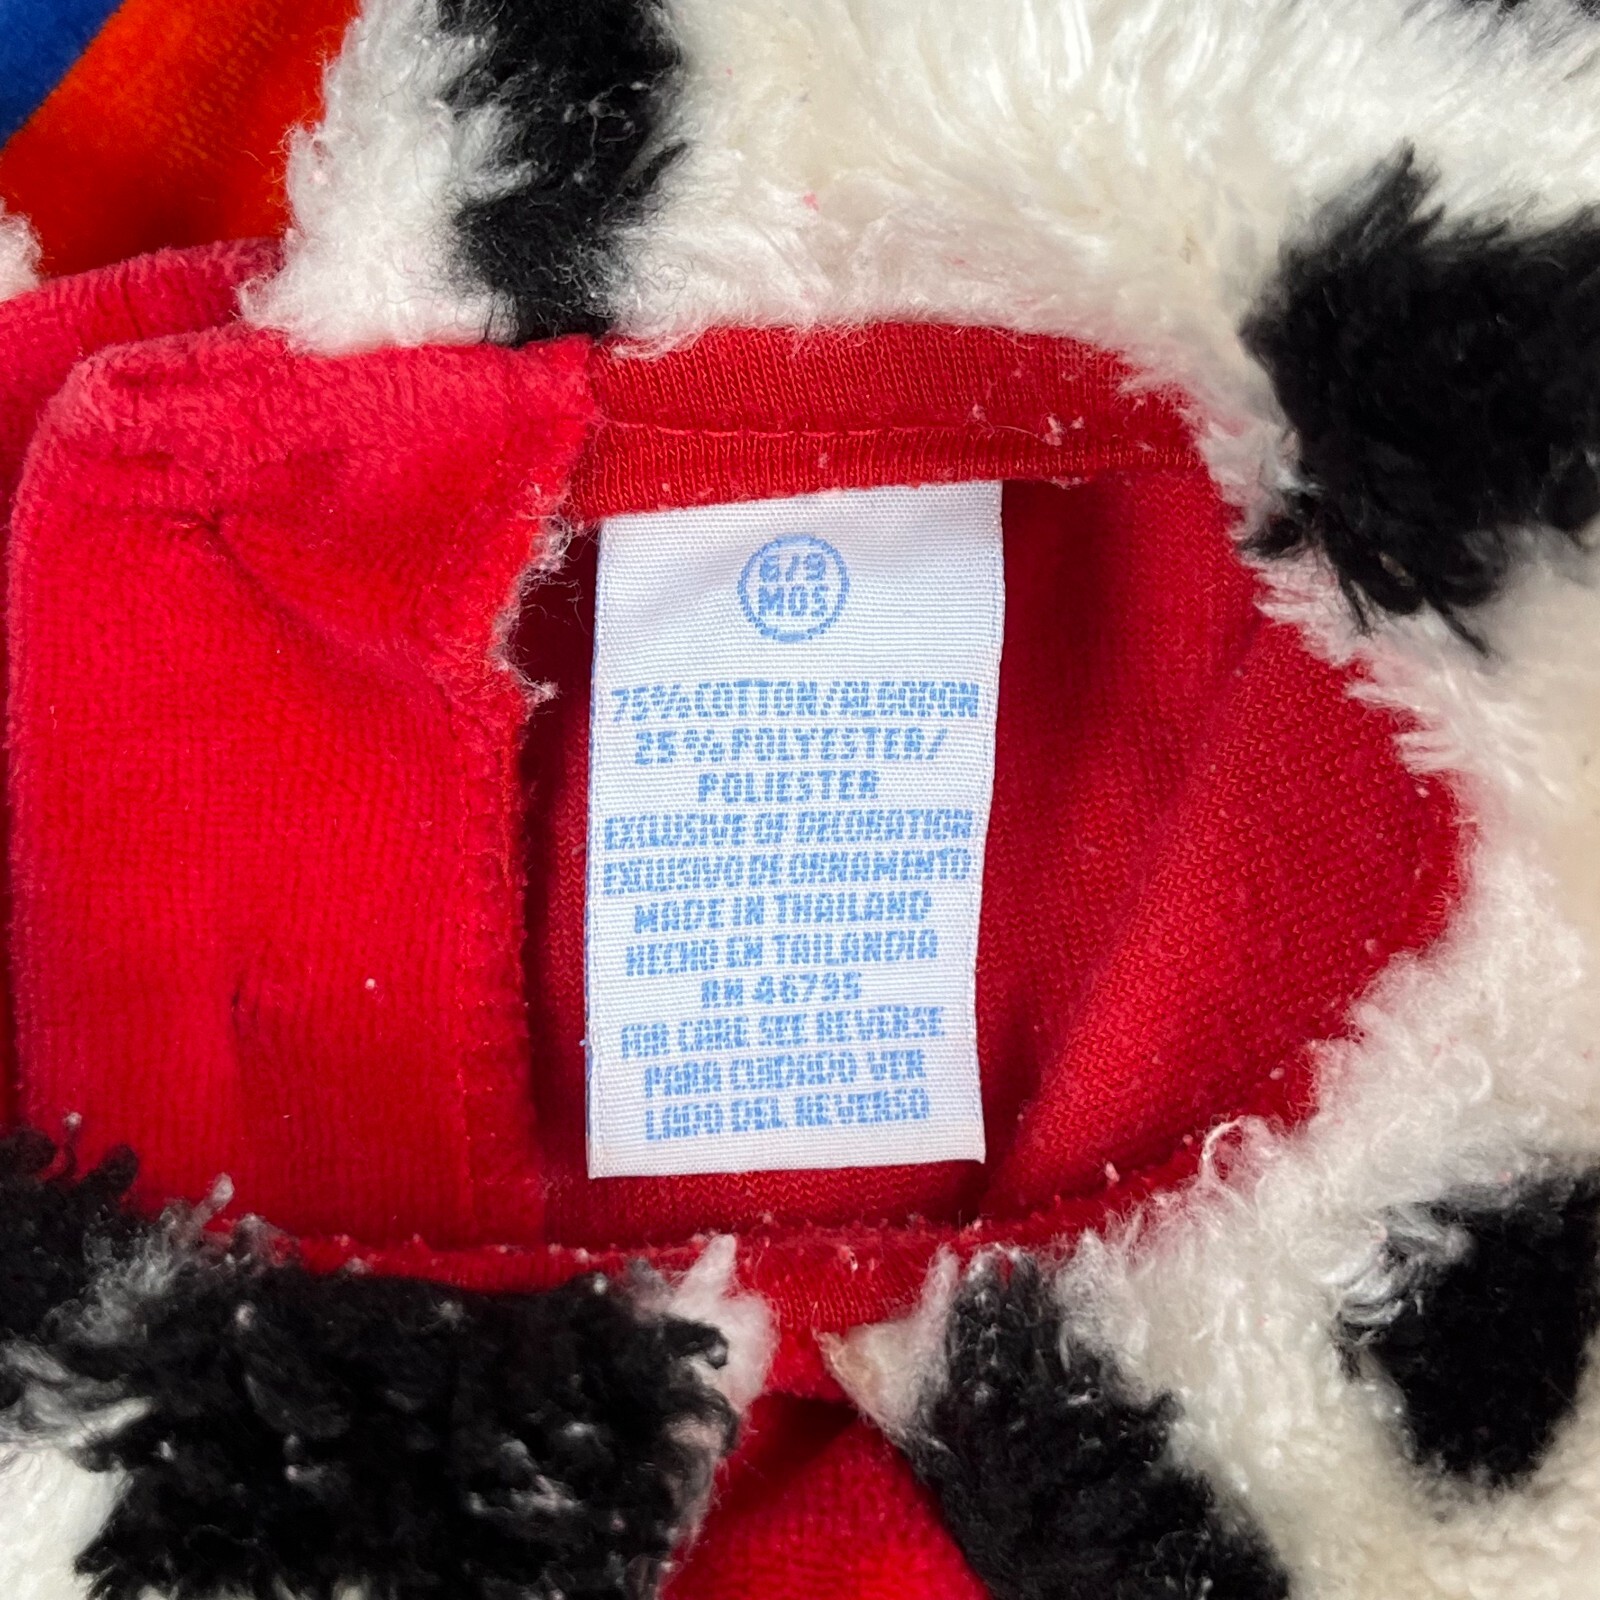 6/9
MOS
75% COTTON/ALGODON
25% POLYESTER/
POLIESTER
EXCLUSIVE OF DECORATION
EXCLUSIVO DE ORNAMENTO
MADE IN THAILAND
HECHO EN TAILANDIA
RN 46795
FOR CARE SEE REVERSE
PARA CUIDADO VER
LADO DEL REVERSO